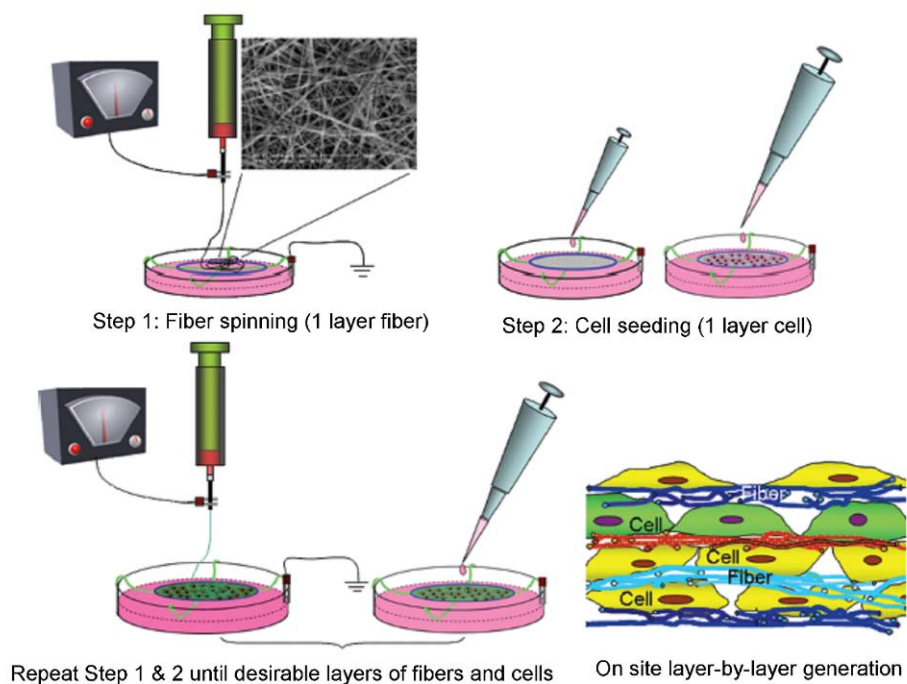 Step 1: Fiber spinning (1 layer fiber)
Step 2: Cell seeding (1 layer cell)
Fiber
Cell
Cell
Fiber
Cell
Repeat Step 1 & 2 until desirable layers of fibers and cells
On site layer-by-layer generation